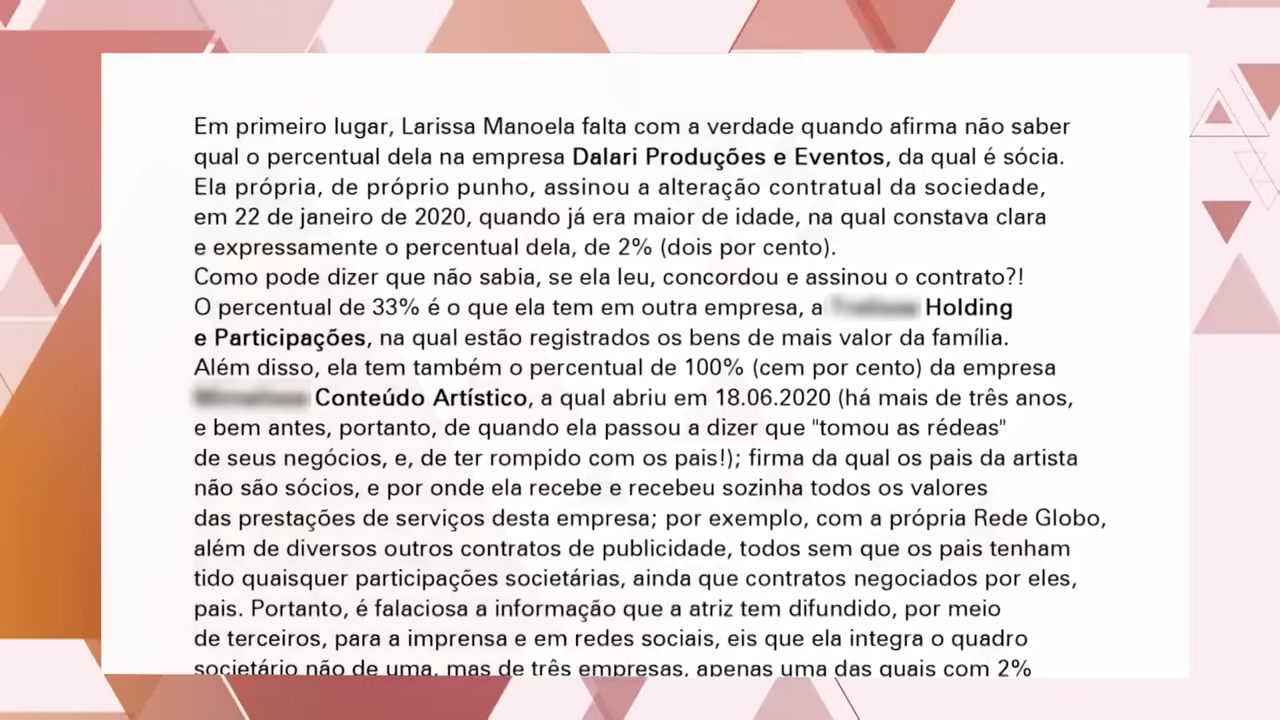 Em primeiro lugar, Larissa Manoela falta com a verdade quando afirma não saber
qual o percentual dela na empresa Dalari Produções e Eventos, da qual é sócia.
Ela própria, de próprio punho, assinou a alteração contratual da sociedade,
em 22 de janeiro de 2020, quando já era maior de idade, na qual constava clara
e expressamente o percentual dela, de 2% (dois por cento).
Como pode dizer que não sabia, se ela leu, concordou e assinou o contrato?!
O percentual de 33% é o que ela tem em outra empresa, a Holding
e Participações, na qual estão registrados os bens de mais valor da família.
Além disso, ela tem também o percentual de 100% (cem por cento) da empresa
Conteúdo Artístico, a qual abriu em 18.06.2020 (há mais de três anos,
e bem antes, portanto, de quando ela passou a dizer que "tomou as rédeas"
de seus negócios, e, de ter rompido com os pais!); firma da qual os pais da artista
não são sócios, e por onde ela recebe e recebeu sozinha todos os valores
das prestações de serviços desta empresa; por exemplo, com a própria Rede Globo,
além de diversos outros contratos de publicidade, todos sem que os pais tenham
tido quaisquer participações societárias, ainda que contratos negociados por eles,
pais. Portanto, é falaciosa a informação que a atriz tem difundido, por meio
de terceiros, para a imprensa e em redes sociais, eis que ela integra o quadro
societário não de uma, mas de três empresas, apenas uma das quais com 2%